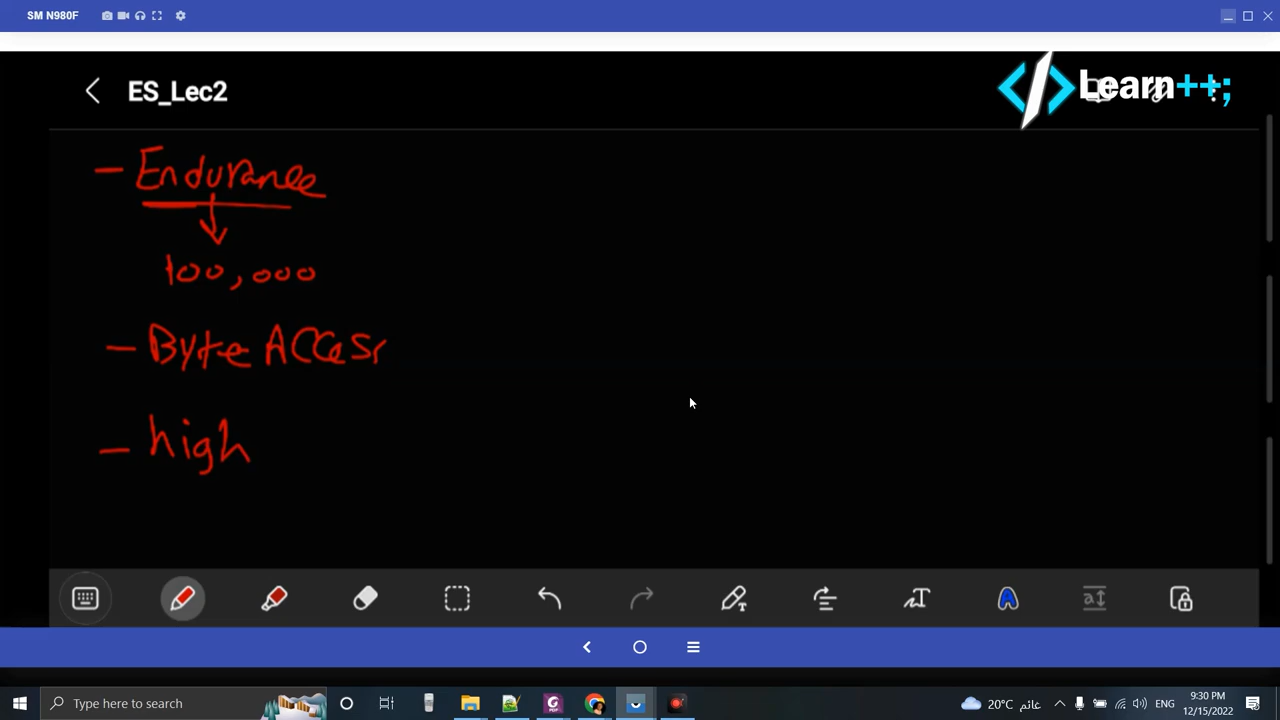 SM N980F
Learn++;
ES_Lec2
- Endurance
100,000
- Byte Access
- high
Type here to search
20°C غائم
ENG
9:30 PM
12/15/2022